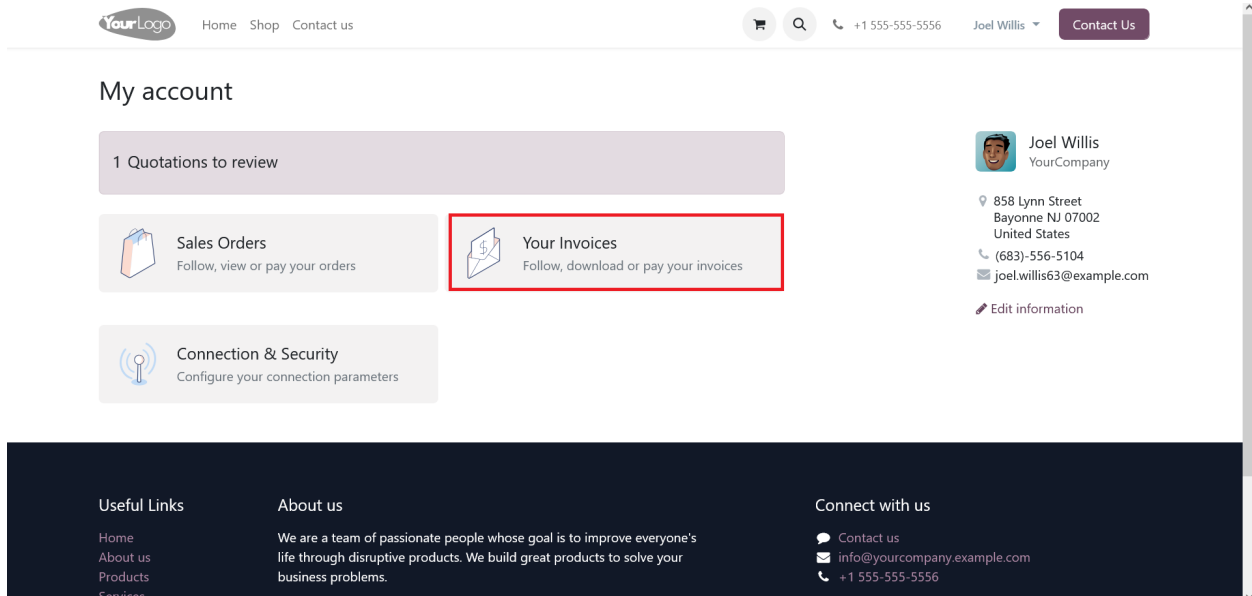 YourLogo
Home Shop Contact us
+1 555-555-5556
Joel Willis
Contact Us
My account
1 Quotations to review
Sales Orders
Follow, view or pay your orders
$
Your Invoices
Follow, download or pay your invoices
Connection & Security
Configure your connection parameters
Joel Willis
YourCompany
858 Lynn Street
Bayonne NJ 07002
United States
(683)-556-5104
joel.willis63@example.com
Edit information
Useful Links
Home
About us
Products
Services
About us
We are a team of passionate people whose goal is to improve everyone's
life through disruptive products. We build great products to solve your
business problems.
Connect with us
Contact us
info@yourcompany.example.com
+1 555-555-5556